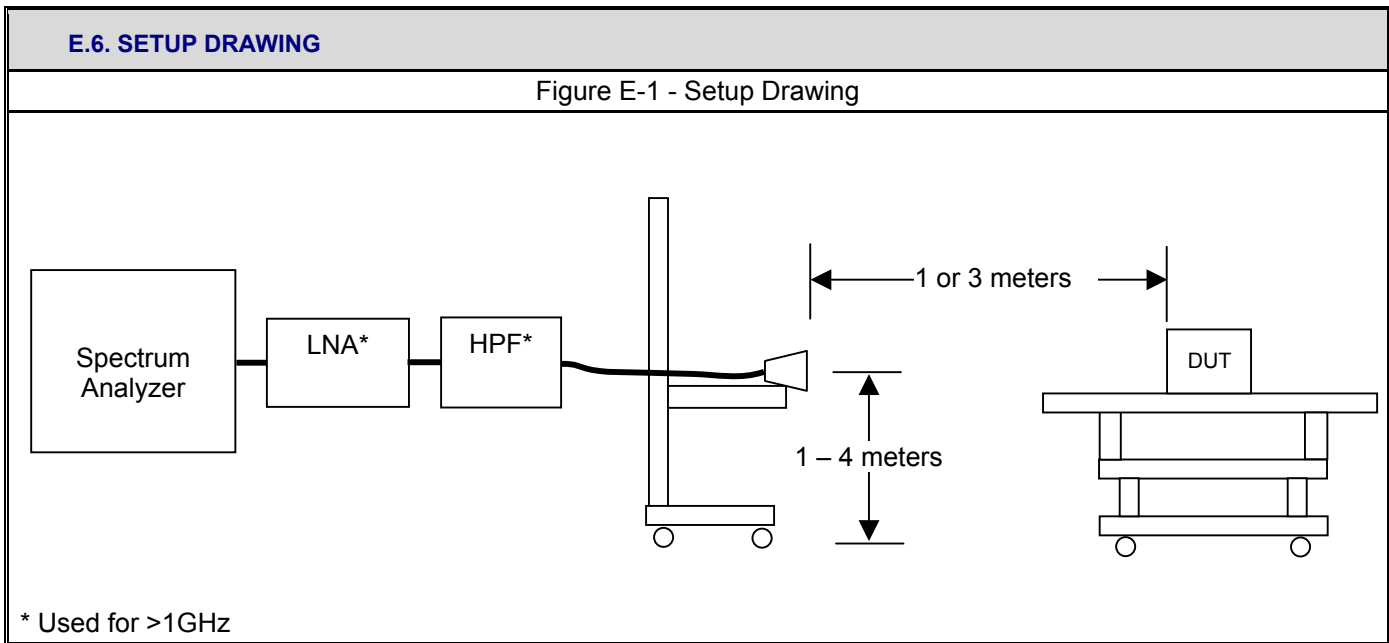 E.6. SETUP DRAWING
Figure E-1 - Setup Drawing
1 or 3 meters
Spectrum
Analyzer
LNA*
HPF*
DUT
1 – 4 meters
* Used for >1GHz